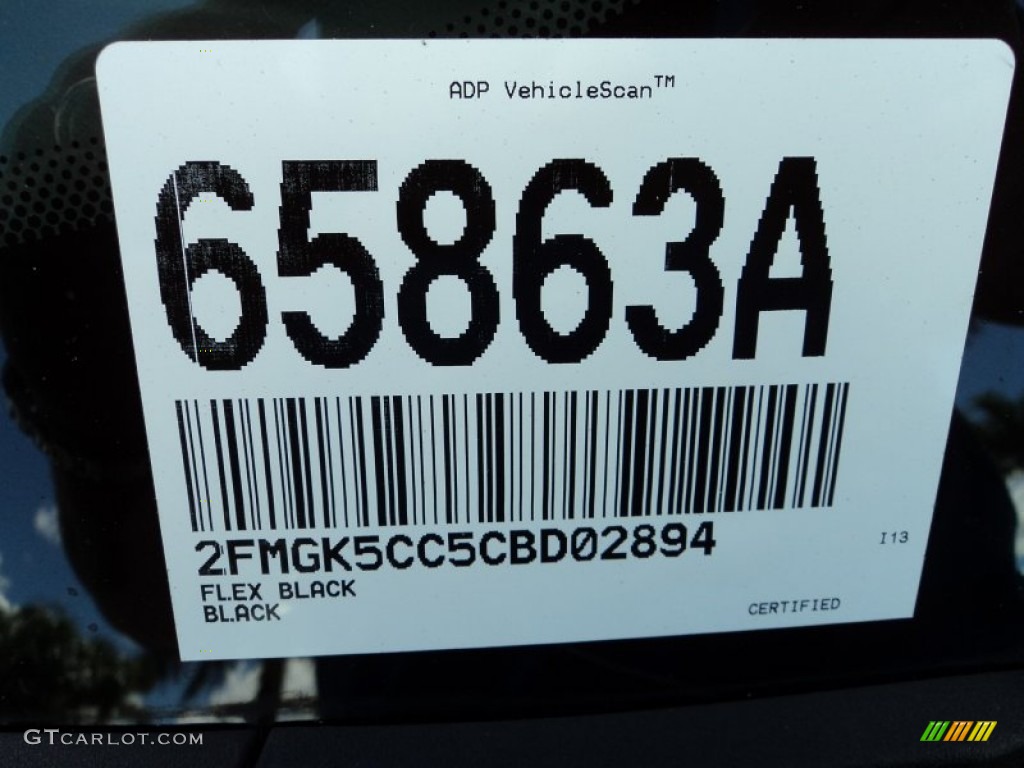 ADP VehicleScan™
65863A
2FMGK5CC5CBD02894
I13
FLEX BLACK
BLACK
CERTIFIED
GTCARLOT.COM